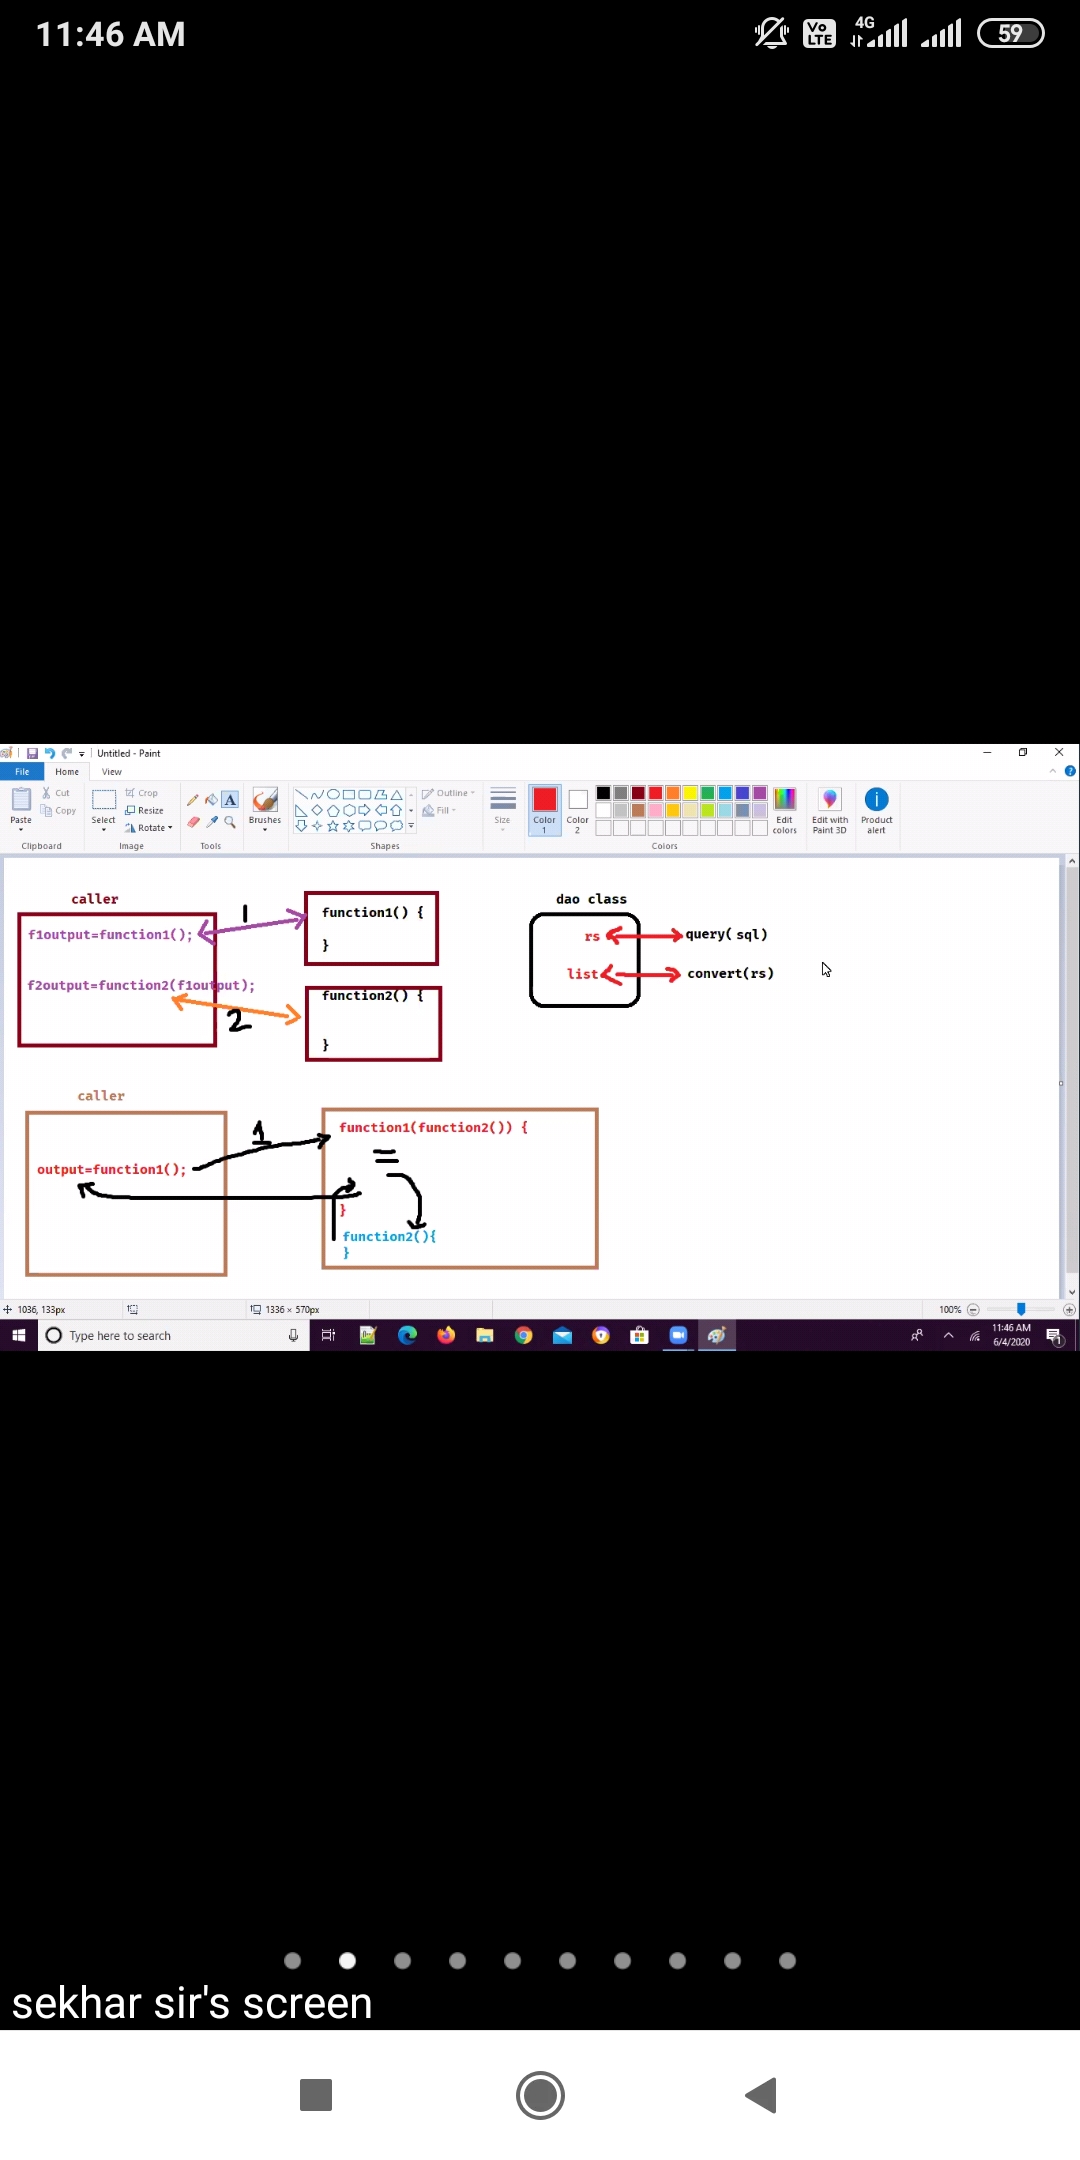 11:46 AM
Vo LTE 4G 59
Untitled - Paint
File Home View
Cut
Copy
Paste
Clipboard
Crop
Resize
Rotate
Select
Image
Tools
A
Brushes
Outline
Fill
Shapes
Size
Color 1
Color 2
Edit colors
Edit with Paint 3D
Product alert
Colors
caller
f1output=function1();
f2output=function2(f1output);
1
2
function1() {
}
function2() {
}
dao class
rs
query( sql)
list
convert(rs)
caller
output=function1();
1
function1(function2()) {
}
function2(){
}
1036, 133px
1336 × 570px
100%
Type here to search
11:46 AM
6/4/2020
1
sekhar sir's screen